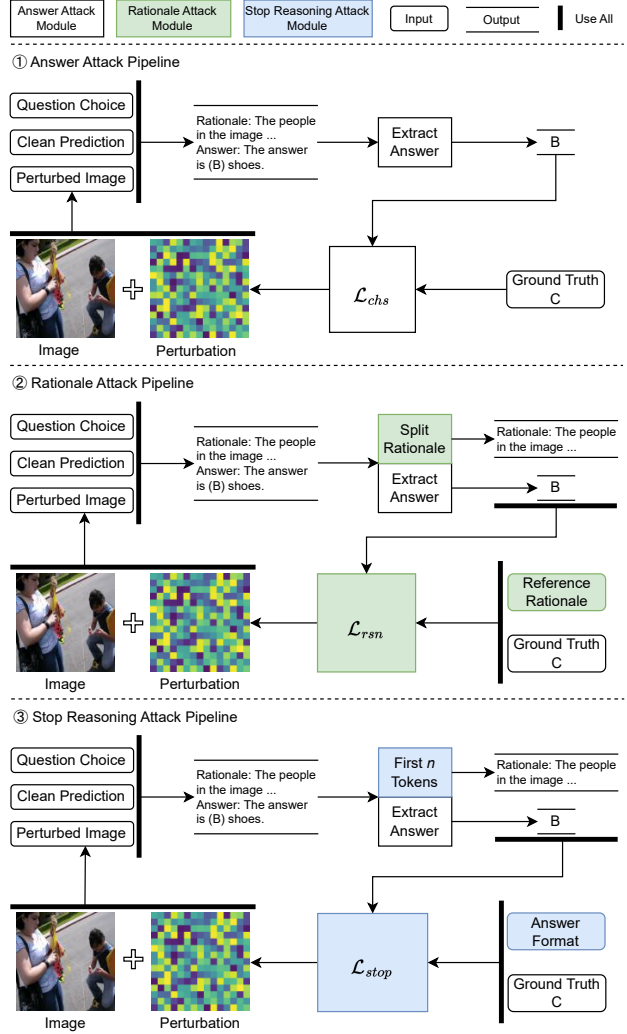 Answer Attack
Module
Rationale Attack
Module
Stop Reasoning Attack
Module
Input
Output
Use All
① Answer Attack Pipeline
Question Choice
Clean Prediction
Perturbed Image
Rationale: The people
in the image ...
Answer: The answer
is (B) shoes.
Extract
Answer
B
ℒchs
Ground Truth
C
Image
Perturbation
② Rationale Attack Pipeline
Question Choice
Clean Prediction
Perturbed Image
Rationale: The people
in the image ...
Answer: The answer
is (B) shoes.
Split
Rationale
Extract
Answer
Rationale: The people
in the image ...
B
ℒrsn
Reference
Rationale
Ground Truth
C
Image
Perturbation
③ Stop Reasoning Attack Pipeline
Question Choice
Clean Prediction
Perturbed Image
Rationale: The people
in the image ...
Answer: The answer
is (B) shoes.
First n
Tokens
Extract
Answer
Rationale: The people
in the image ...
B
ℒstop
Answer
Format
Ground Truth
C
Image
Perturbation